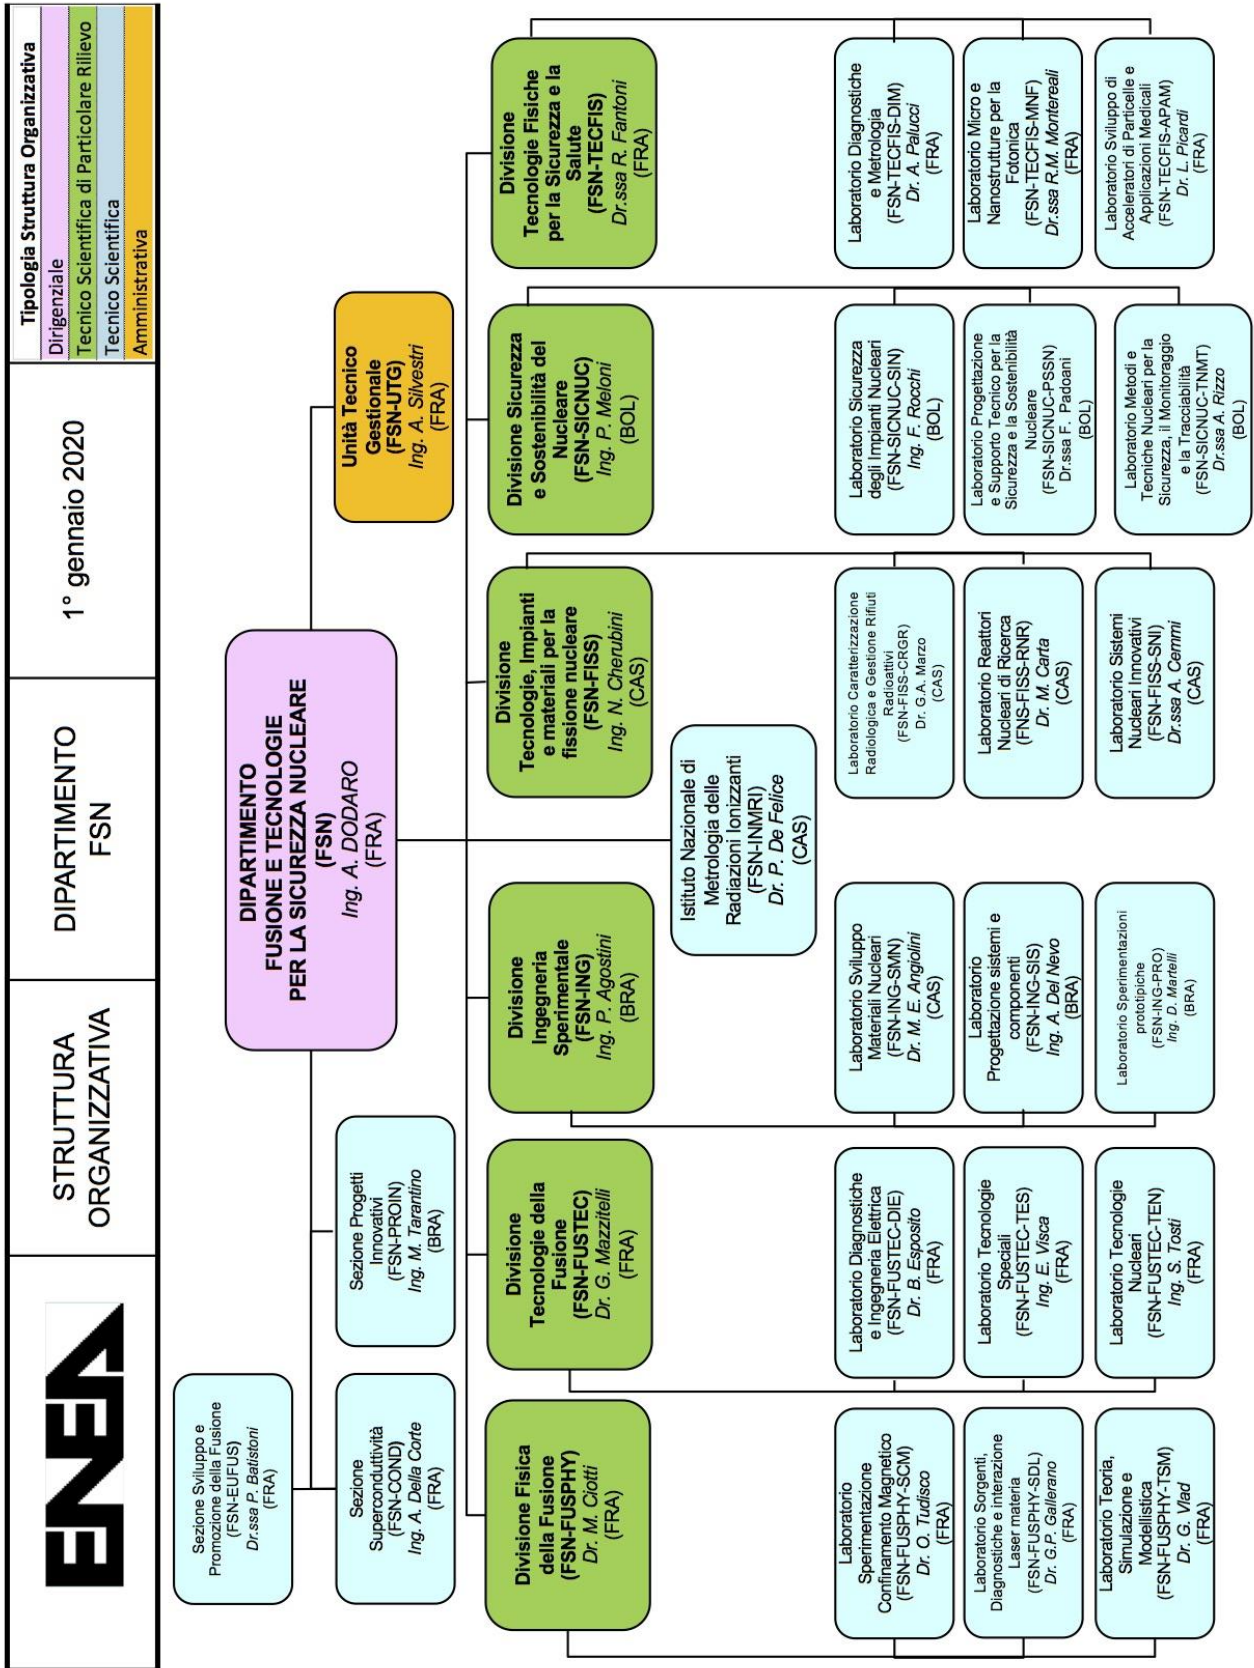 ENEA
STRUTTURA
ORGANIZZATIVA
DIPARTIMENTO
FSN
1° gennaio 2020
Tipologia Struttura Organizzativa
Dirigenziale
Tecnico Scientifica di Particolare Rilievo
Tecnico Scientifica
Amministrativa
DIPARTIMENTO
FUSIONE E TECNOLOGIE
PER LA SICUREZZA NUCLEARE
(FSN)
Ing. A. DODARO
(FRA)
Sezione Sviluppo e
Promozione della Fusione
(FSN-EUFUS)
Dr.ssa P. Batistoni
(FRA)
Sezione
Superconduttività
(FSN-COND)
Ing. A. Della Corte
(FRA)
Sezione Progetti
Innovativi
(FSN-PROIN)
Ing. M. Tarantino
(BRA)
Unità Tecnico
Gestionale
(FSN-UTG)
Ing. A. Silvestri
(FRA)
Divisione Fisica
della Fusione
(FSN-FUSPHY)
Dr. M. Ciotti
(FRA)
Divisione
Tecnologie della
Fusione
(FSN-FUSTEC)
Dr. G. Mazzitelli
(FRA)
Divisione
Ingegneria
Sperimentale
(FSN-ING)
Ing. P. Agostini
(BRA)
Divisione
Tecnologie, Impianti
e materiali per la
fissione nucleare
(FSN-FISS)
Ing. N. Cherubini
(CAS)
Divisione Sicurezza
e Sostenibilità del
Nucleare
(FSN-SICNUC)
Ing. P. Meloni
(BOL)
Divisione
Tecnologie Fisiche
per la Sicurezza e la
Salute
(FSN-TECFIS)
Dr.ssa R. Fantoni
(FRA)
Istituto Nazionale di
Metrologia delle
Radiazioni Ionizzanti
(FSN-INMRI)
Dr. P. De Felice
(CAS)
Laboratorio
Sperimentazione
Confinamento Magnetico
(FSN-FUSPHY-SCM)
Dr. O. Tudisco
(FRA)
Laboratorio Diagnostiche
e Ingegneria Elettrica
(FSN-FUSTEC-DIE)
Dr. B. Esposito
(FRA)
Laboratorio Sviluppo
Materiali Nucleari
(FSN-ING-SMN)
Dr. M. E. Angiolini
(CAS)
Laboratorio Caratterizzazione
Radiologica e Gestione Rifiuti
Radioattivi
(FSN-FISS-CRGR)
Dr. G.A. Marzo
(CAS)
Laboratorio Sicurezza
degli Impianti Nucleari
(FSN-SICNUC-SIN)
Ing. F. Rocchi
(BOL)
Laboratorio Diagnostiche
e Metrologia
(FSN-TECFIS-DIM)
Dr. A. Palucci
(FRA)
Laboratorio Sorgenti,
Diagnostiche e interazione
Laser materia
(FSN-FUSPHY-SDL)
Dr. G.P. Gallerano
(FRA)
Laboratorio Tecnologie
Speciali
(FSN-FUSTEC-TES)
Ing. E. Visca
(FRA)
Laboratorio
Progettazione sistemi e
componenti
(FSN-ING-SIS)
Ing. A. Del Nevo
(BRA)
Laboratorio Reattori
Nucleari di Ricerca
(FNS-FISS-RNR)
Dr. M. Carta
(CAS)
Laboratorio Progettazione
e Supporto Tecnico per la
Sicurezza e la Sostenibilità
Nucleare
(FSN-SICNUC-PSSN)
Dr.ssa F. Padoani
(BOL)
Laboratorio Micro e
Nanostrutture per la
Fotonica
(FSN-TECFIS-MNF)
Dr.ssa R.M. Montereali
(FRA)
Laboratorio Teoria,
Simulazione e
Modellistica
(FSN-FUSPHY-TSM)
Dr. G. Vlad
(FRA)
Laboratorio Tecnologie
Nucleari
(FSN-FUSTEC-TEN)
Ing. S. Tosti
(FRA)
Laboratorio Sperimentazioni
prototipiche
(FSN-ING-PRO)
Ing. D. Martelli
(BRA)
Laboratorio Sistemi
Nucleari Innovativi
(FSN-FISS-SNI)
Dr.ssa A. Cemmi
(CAS)
Laboratorio Metodi e
Tecniche Nucleari per la
Sicurezza, il Monitoraggio
e la Tracciabilità
(FSN-SICNUC-TNMT)
Dr.ssa A. Rizzo
(BOL)
Laboratorio Sviluppo di
Acceleratori di Particelle e
Applicazioni Medicali
(FSN-TECFIS-APAM)
Dr. L. Picardi
(FRA)